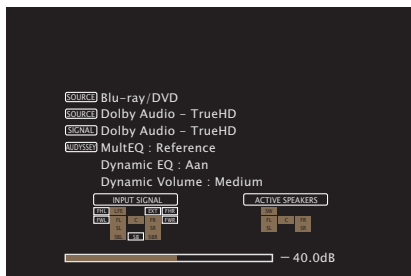 SOURCE Blu-ray/DVD
SOURCE Dolby Audio - TrueHD
SIGNAL Dolby Audio - TrueHD
AUDYSSEY MultEQ : Reference
Dynamic EQ : Aan
Dynamic Volume : Medium
INPUT SIGNAL ACTIVE SPEAKERS
FHL LFE EXT FHR SW
FWL FL C FR FWR FL C FR
SL SR SL SR
SBL SB SBR
-40.0dB